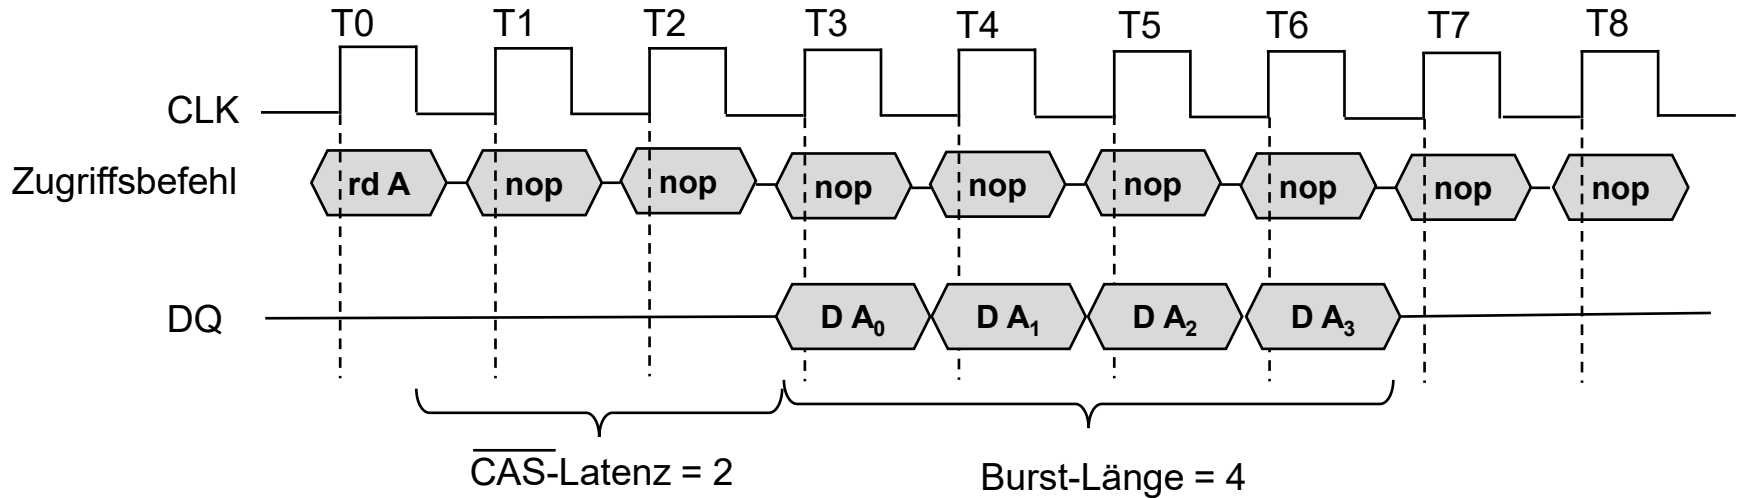 T0 T1 T2 T3 T4 T5 T6 T7 T8
CLK
Zugriffsbefehl rd A nop nop nop nop nop nop nop nop
DQ D A₀ D A₁ D A₂ D A₃
C̅A̅S̅-Latenz = 2 Burst-Länge = 4